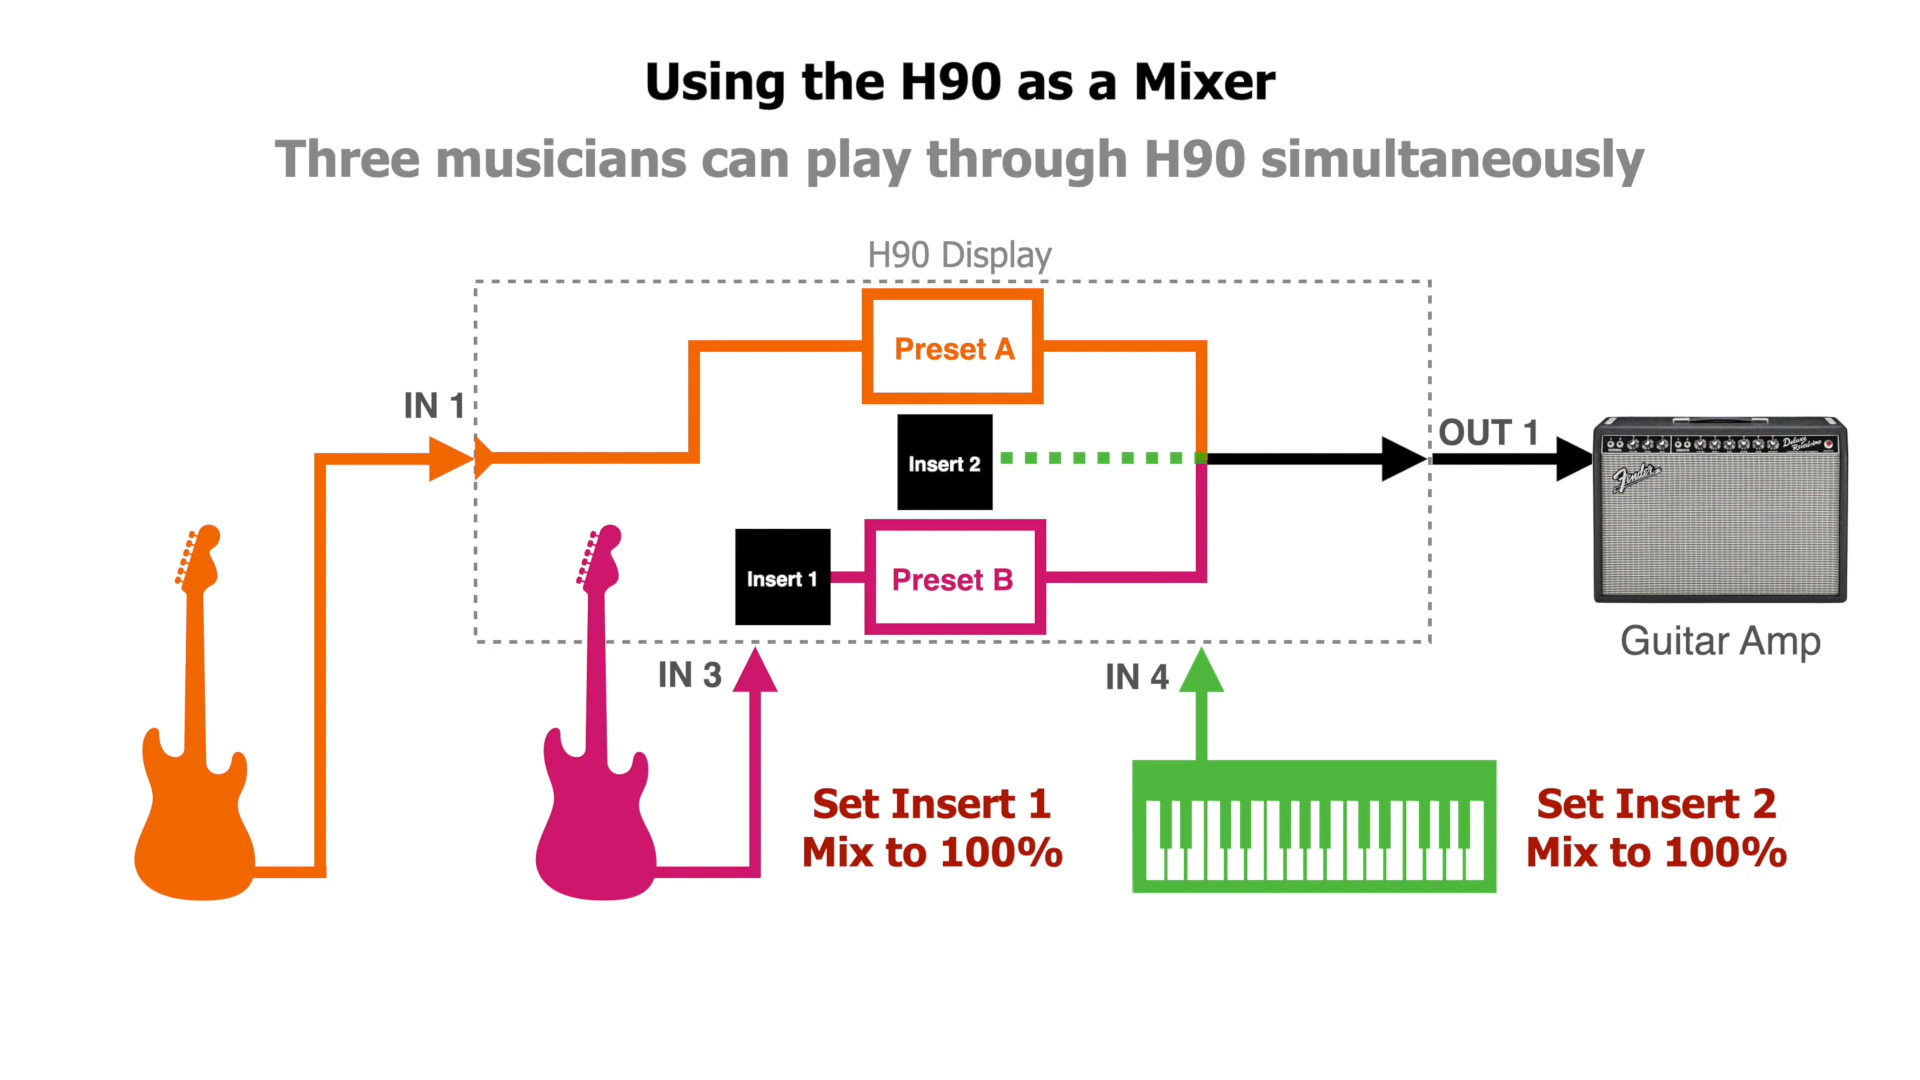 Using the H90 as a Mixer
Three musicians can play through H90 simultaneously
H90 Display
Preset A
IN 1
OUT 1
Insert 2
Fender
Insert 1
Preset B
Guitar Amp
IN 3
IN 4
Set Insert 1
Mix to 100%
Set Insert 2
Mix to 100%